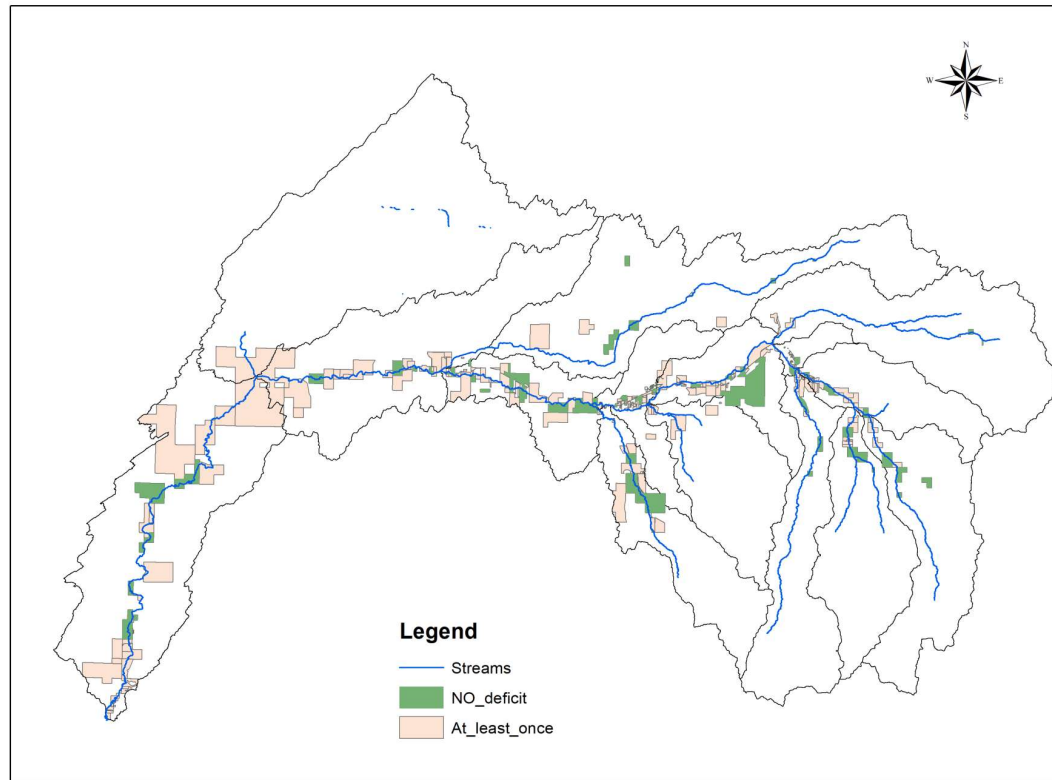 N
W E
S
Legend
Streams
NO_deficit
At_least_once